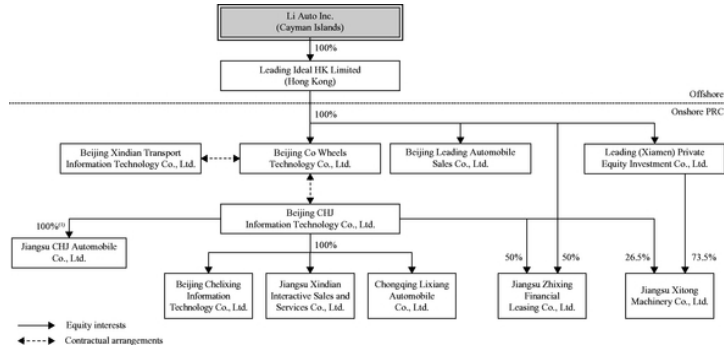 Li Auto Inc.
(Cayman Islands)
100%
Leading Ideal HK Limited
(Hong Kong)
Offshore
Onshore PRC
100%
Beijing Xindian Transport
Information Technology Co., Ltd.
Beijing Co Wheels
Technology Co., Ltd.
Beijing Leading Automobile
Sales Co., Ltd.
Leading (Xiamen) Private
Equity Investment Co., Ltd.
Beijing CHJ
Information Technology Co., Ltd.
100%⁽¹⁾
Jiangsu CHJ Automobile
Co., Ltd.
100%
50%
50%
26.5%
73.5%
Beijing Chelixing
Information
Technology Co., Ltd.
Jiangsu Xindian
Interactive Sales and
Services Co., Ltd.
Chongqing Lixiang
Automobile
Co., Ltd.
Jiangsu Zhixing
Financial
Leasing Co., Ltd.
Jiangsu Xitong
Machinery Co., Ltd.
Equity interests
Contractual arrangements